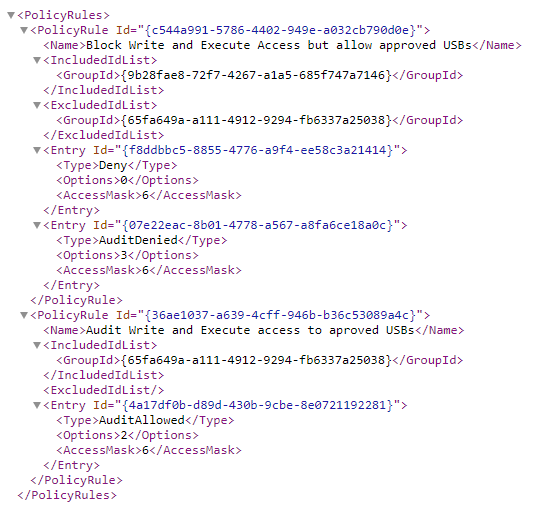 <PolicyRules>
<PolicyRule Id="{c544a991-5786-4402-949e-a032cb790d0e}">
<Name>Block Write and Execute Access but allow approved USBs</Name>
<IncludedIdList>
<GroupId>{9b28fae8-72f7-4267-a1a5-685f747a7146}</GroupId>
</IncludedIdList>
<ExcludedIdList>
<GroupId>{65fa649a-a111-4912-9294-fb6337a25038}</GroupId>
</ExcludedIdList>
<Entry Id="{f8ddbbc5-8855-4776-a9f4-ee58c3a21414}">
<Type>Deny</Type>
<Options>0</Options>
<AccessMask>6</AccessMask>
</Entry>
<Entry Id="{07e22eac-8b01-4778-a567-a8fa6ce18a0c}">
<Type>AuditDenied</Type>
<Options>3</Options>
<AccessMask>6</AccessMask>
</Entry>
</PolicyRule>
<PolicyRule Id="{36ae1037-a639-4cff-946b-b36c53089a4c}">
<Name>Audit Write and Execute access to aproved USBs</Name>
<IncludedIdList>
<GroupId>{65fa649a-a111-4912-9294-fb6337a25038}</GroupId>
</IncludedIdList>
<ExcludedIdList/>
<Entry Id="{4a17df0b-d89d-430b-9cbe-8e0721192281}">
<Type>AuditAllowed</Type>
<Options>2</Options>
<AccessMask>6</AccessMask>
</Entry>
</PolicyRule>
</PolicyRules>